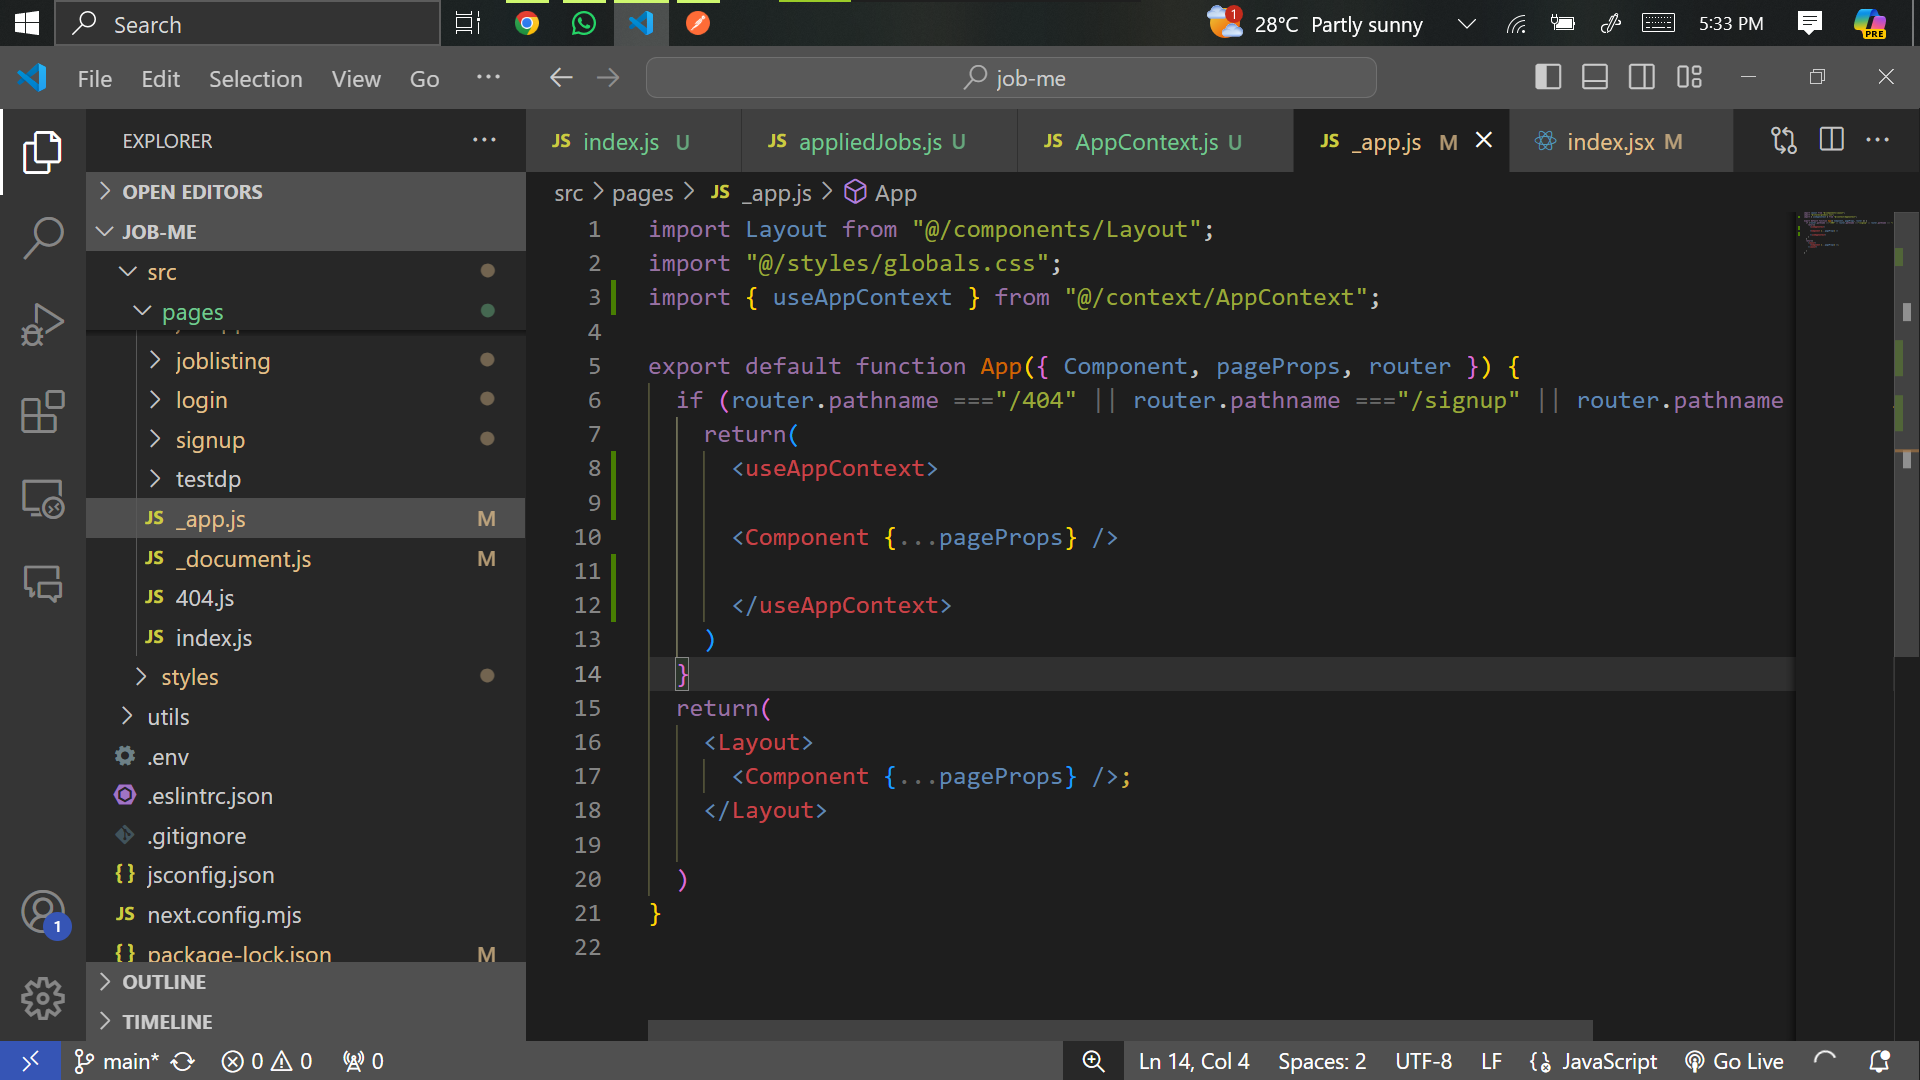 Search
1
28°C Partly sunny
5:33 PM
PRE
File Edit Selection View Go ···
job-me
EXPLORER
OPEN EDITORS
JOB-ME
src
pages
joblisting
login
signup
testdp
JS _app.js M
JS _document.js M
JS 404.js
JS index.js
styles
utils
.env
.eslintrc.json
.gitignore
{} jsconfig.json
JS next.config.mjs
{} package-lock.json M
OUTLINE
TIMELINE
1
JS index.js U
JS appliedJobs.js U
JS AppContext.js U
JS _app.js M
index.jsx M
src > pages > JS _app.js > App
1 import Layout from "@/components/Layout";
2 import "@/styles/globals.css";
3 import { useAppContext } from "@/context/AppContext";
4
5 export default function App({ Component, pageProps, router }) {
6 if (router.pathname ==="/404" || router.pathname ==="/signup" || router.pathname
7 return(
8 <useAppContext>
9
10 <Component {...pageProps} />
11
12 </useAppContext>
13 )
14 }
15 return(
16 <Layout>
17 <Component {...pageProps} />;
18 </Layout>
19
20 )
21 }
22
main* 0 0 0
Ln 14, Col 4 Spaces: 2 UTF-8 LF JavaScript Go Live